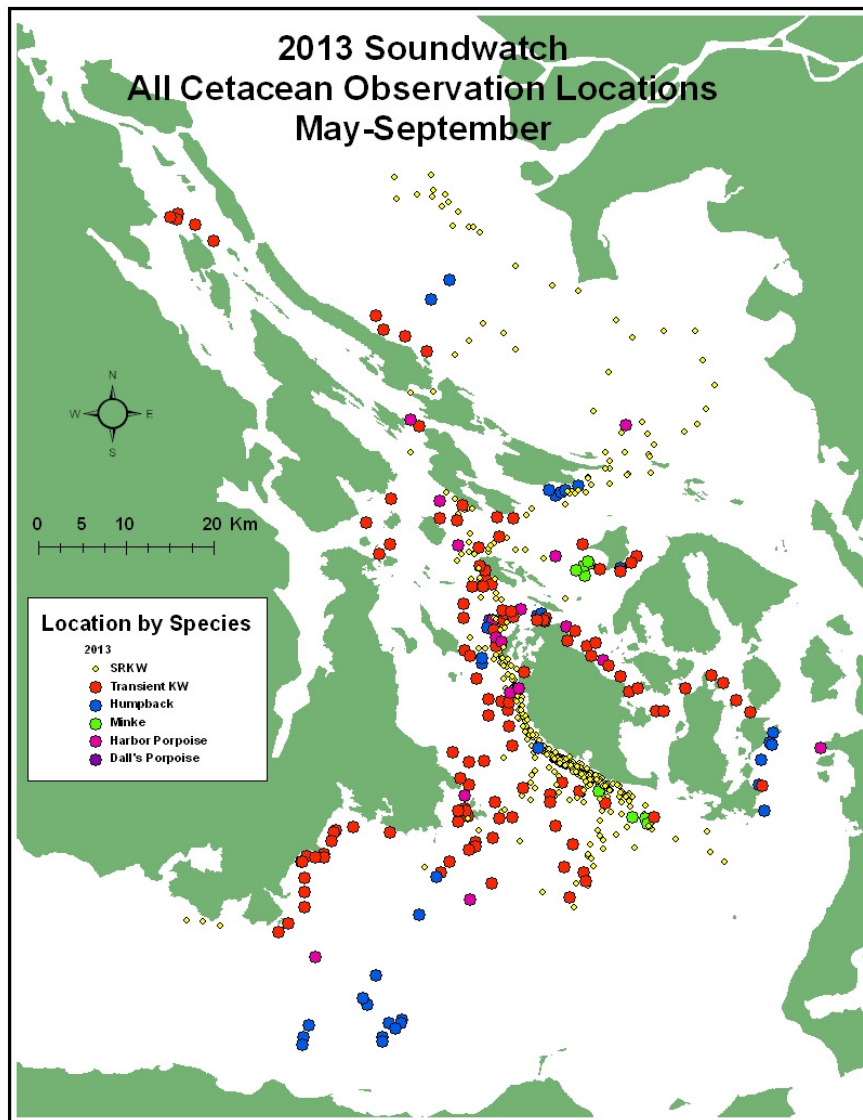 2013 Soundwatch
All Cetacean Observation Locations
May-September
N
W E
S
0 5 10 20 Km
Location by Species
2013
SRKW
Transient KW
Humpback
Minke
Harbor Porpoise
Dall's Porpoise